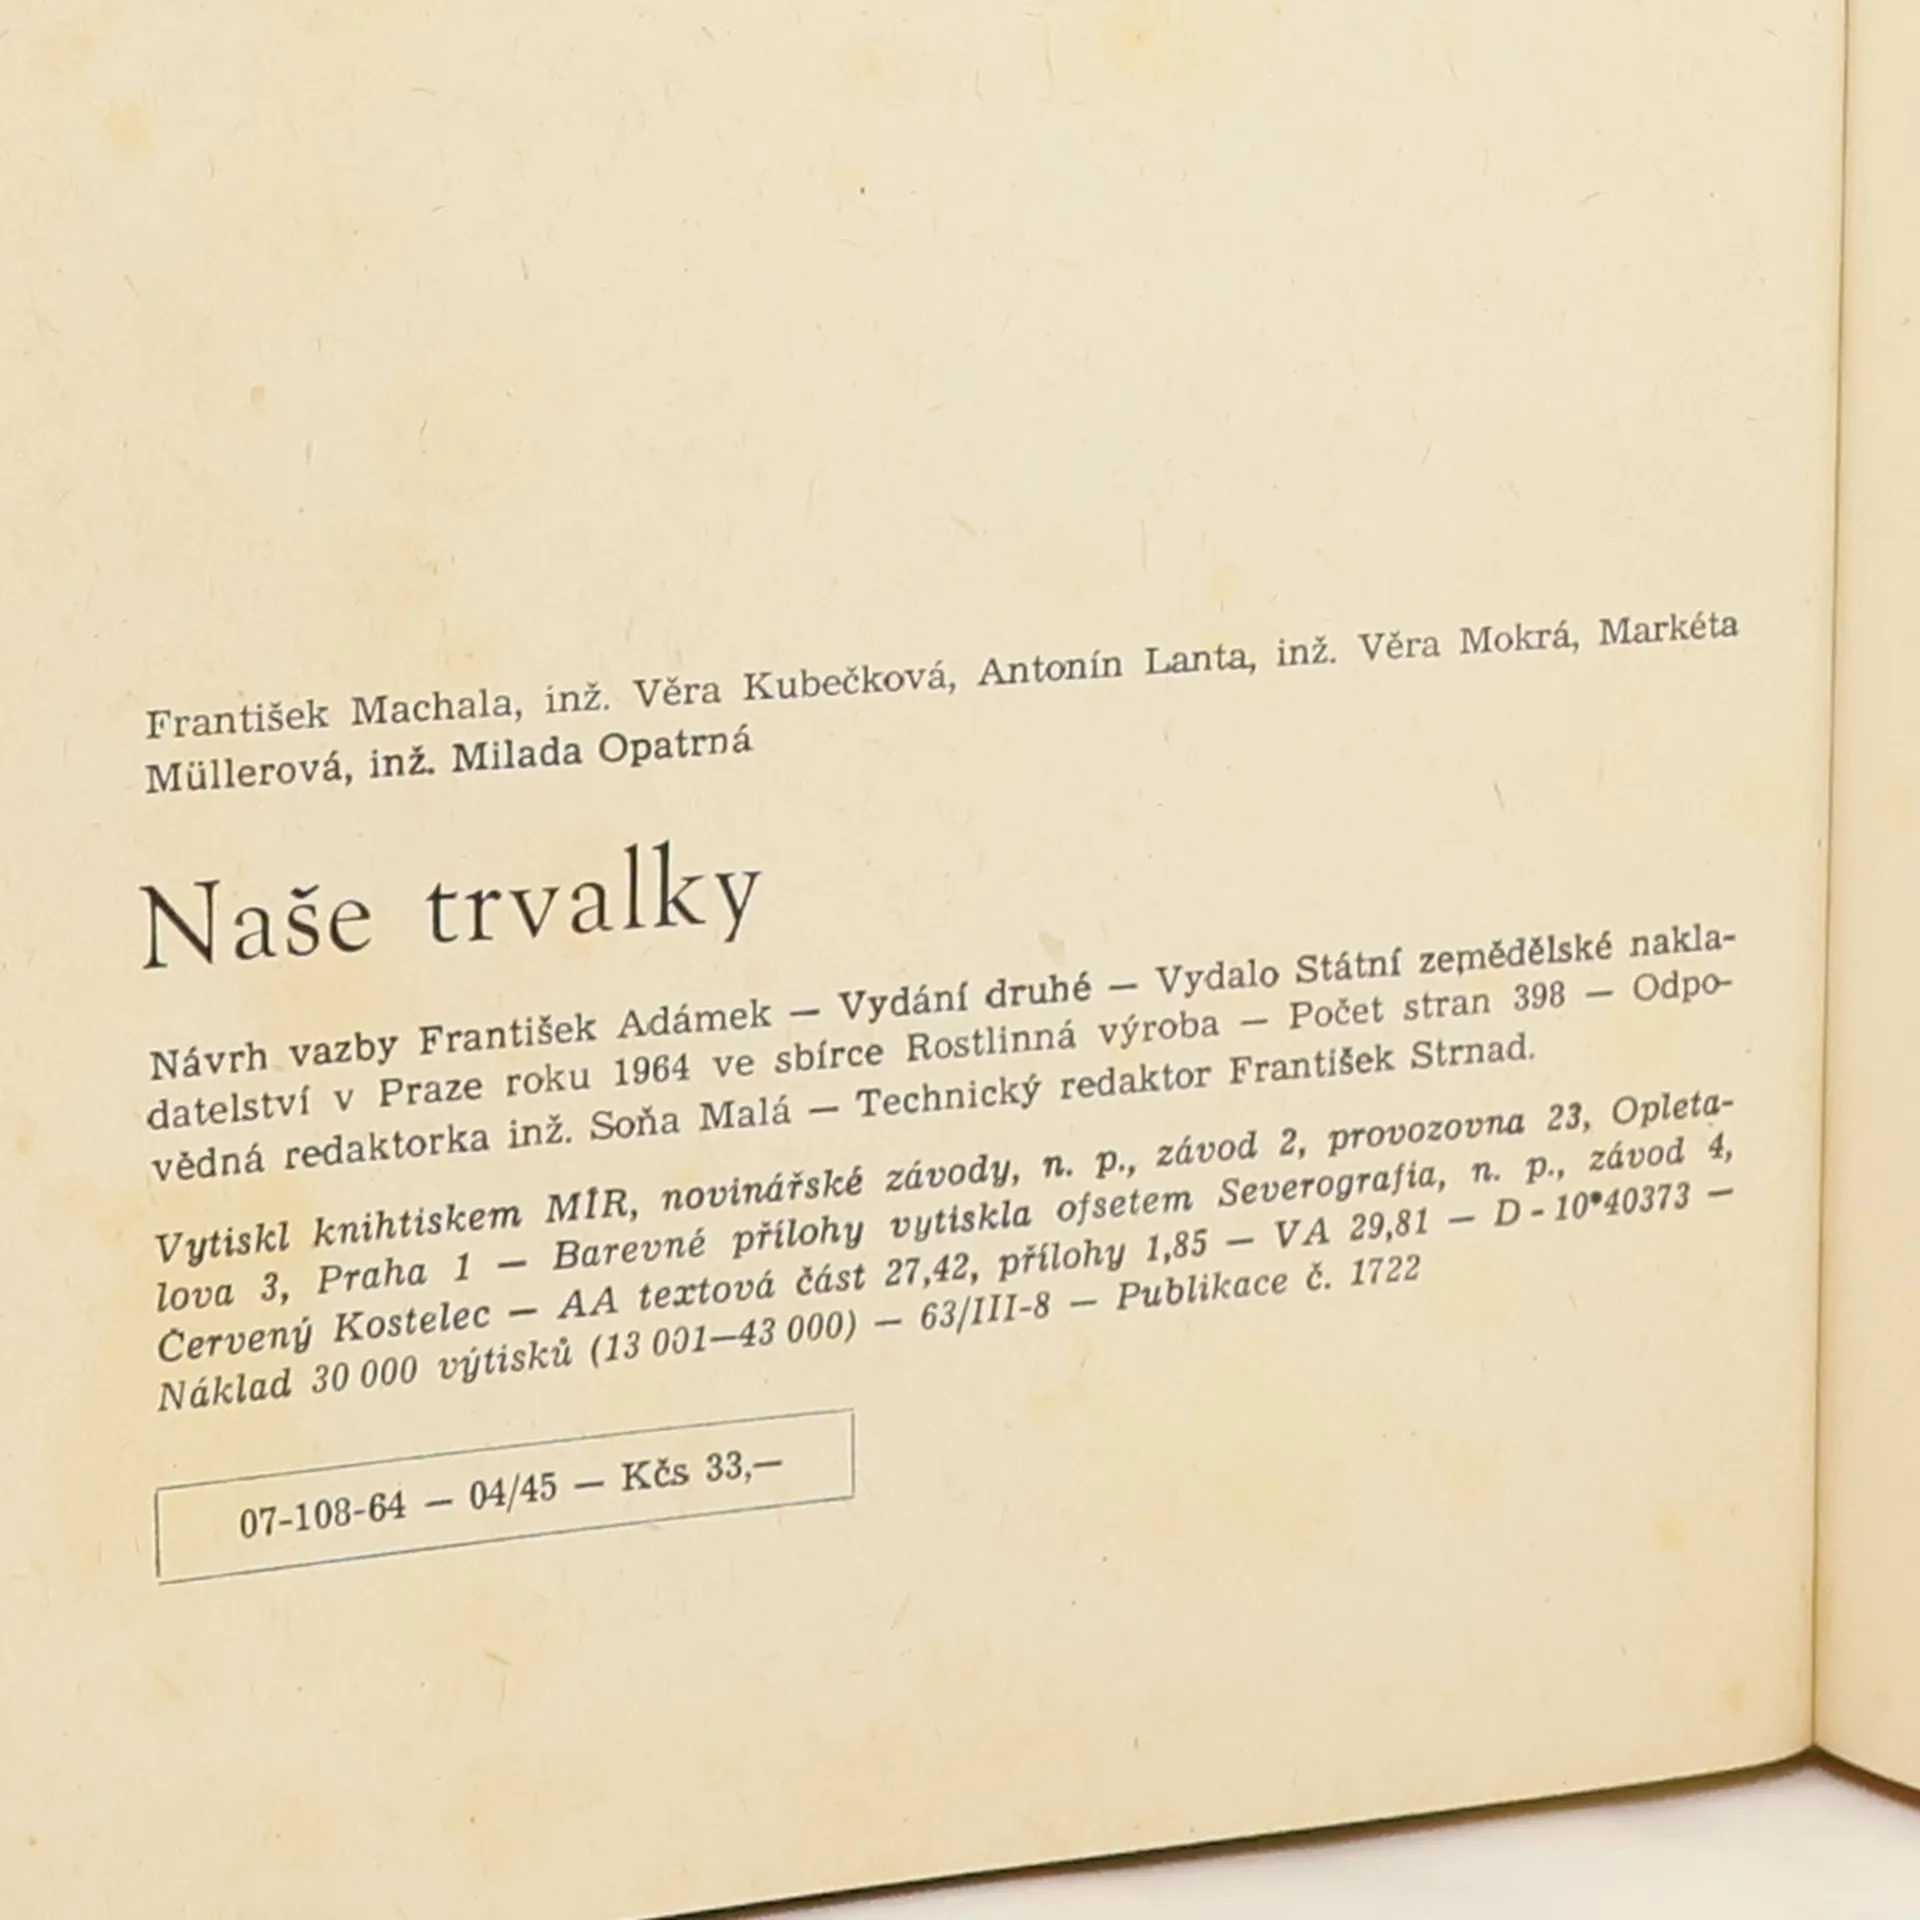 František Machala, inž. Věra Kubečková, Antonín Lanta, inž. Věra Mokrá, Markéta
Müllerová, inž. Milada Opatrná
Naše trvalky
Návrh vazby František Adámek — Vydání druhé — Vydalo Státní zemědělské nakla-
datelství v Praze roku 1964 ve sbírce Rostlinná výroba — Počet stran 398 — Odpo-
vědná redaktorka inž. Soňa Malá — Technický redaktor František Strnad.
Vytiskl knihtiskem MÍR, novinářské závody, n. p., závod 2, provozovna 23, Opleta-
lova 3, Praha 1 — Barevné přílohy vytiskla ofsetem Severografia, n. p., závod 4,
Červený Kostelec — AA textová část 27,42, přílohy 1,85 — VA 29,81 — D - 10*40373 —
Náklad 30 000 výtisků (13 001—43 000) — 63/III-8 — Publikace č. 1722
07-108-64 — 04/45 — Kčs 33,—